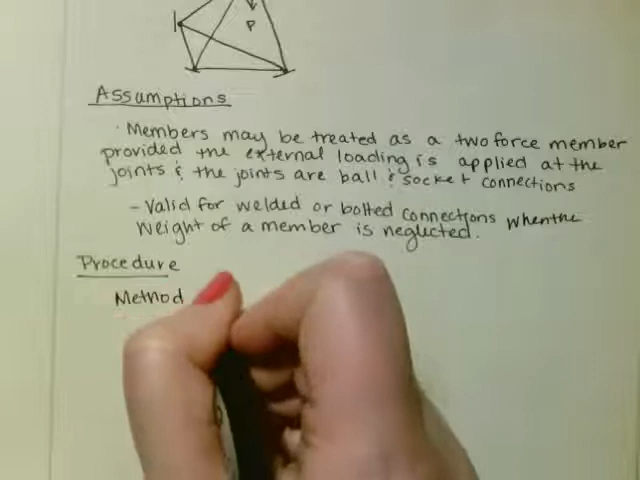 P
Assumptions
· Members may be treated as a two force member
provided the external loading is applied at the
joints & the joints are ball & socket connections
- Valid for welded or bolted connections when the
weight of a member is neglected.
Procedure
Method